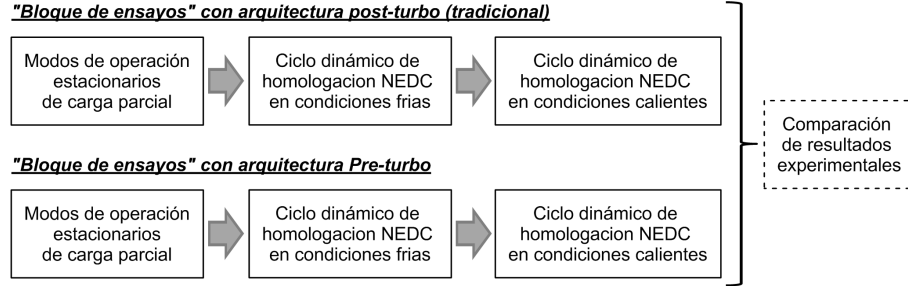 "Bloque de ensayos" con arquitectura post-turbo (tradicional)
Modos de operación
estacionarios
de carga parcial
Ciclo dinámico de
homologacion NEDC
en condiciones frias
Ciclo dinámico de
homologacion NEDC
en condiciones calientes
"Bloque de ensayos" con arquitectura Pre-turbo
Modos de operación
estacionarios
de carga parcial
Ciclo dinámico de
homologacion NEDC
en condiciones frias
Ciclo dinámico de
homologacion NEDC
en condiciones calientes
Comparación
de resultados
experimentales